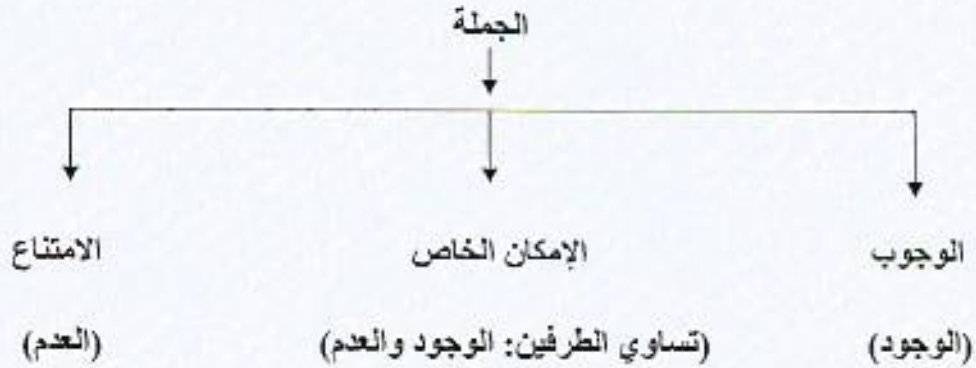 الجملة
الوجوب الإمكان الخاص الامتناع
(الوجود) (تساوي الطرفين: الوجود والعدم) (العدم)